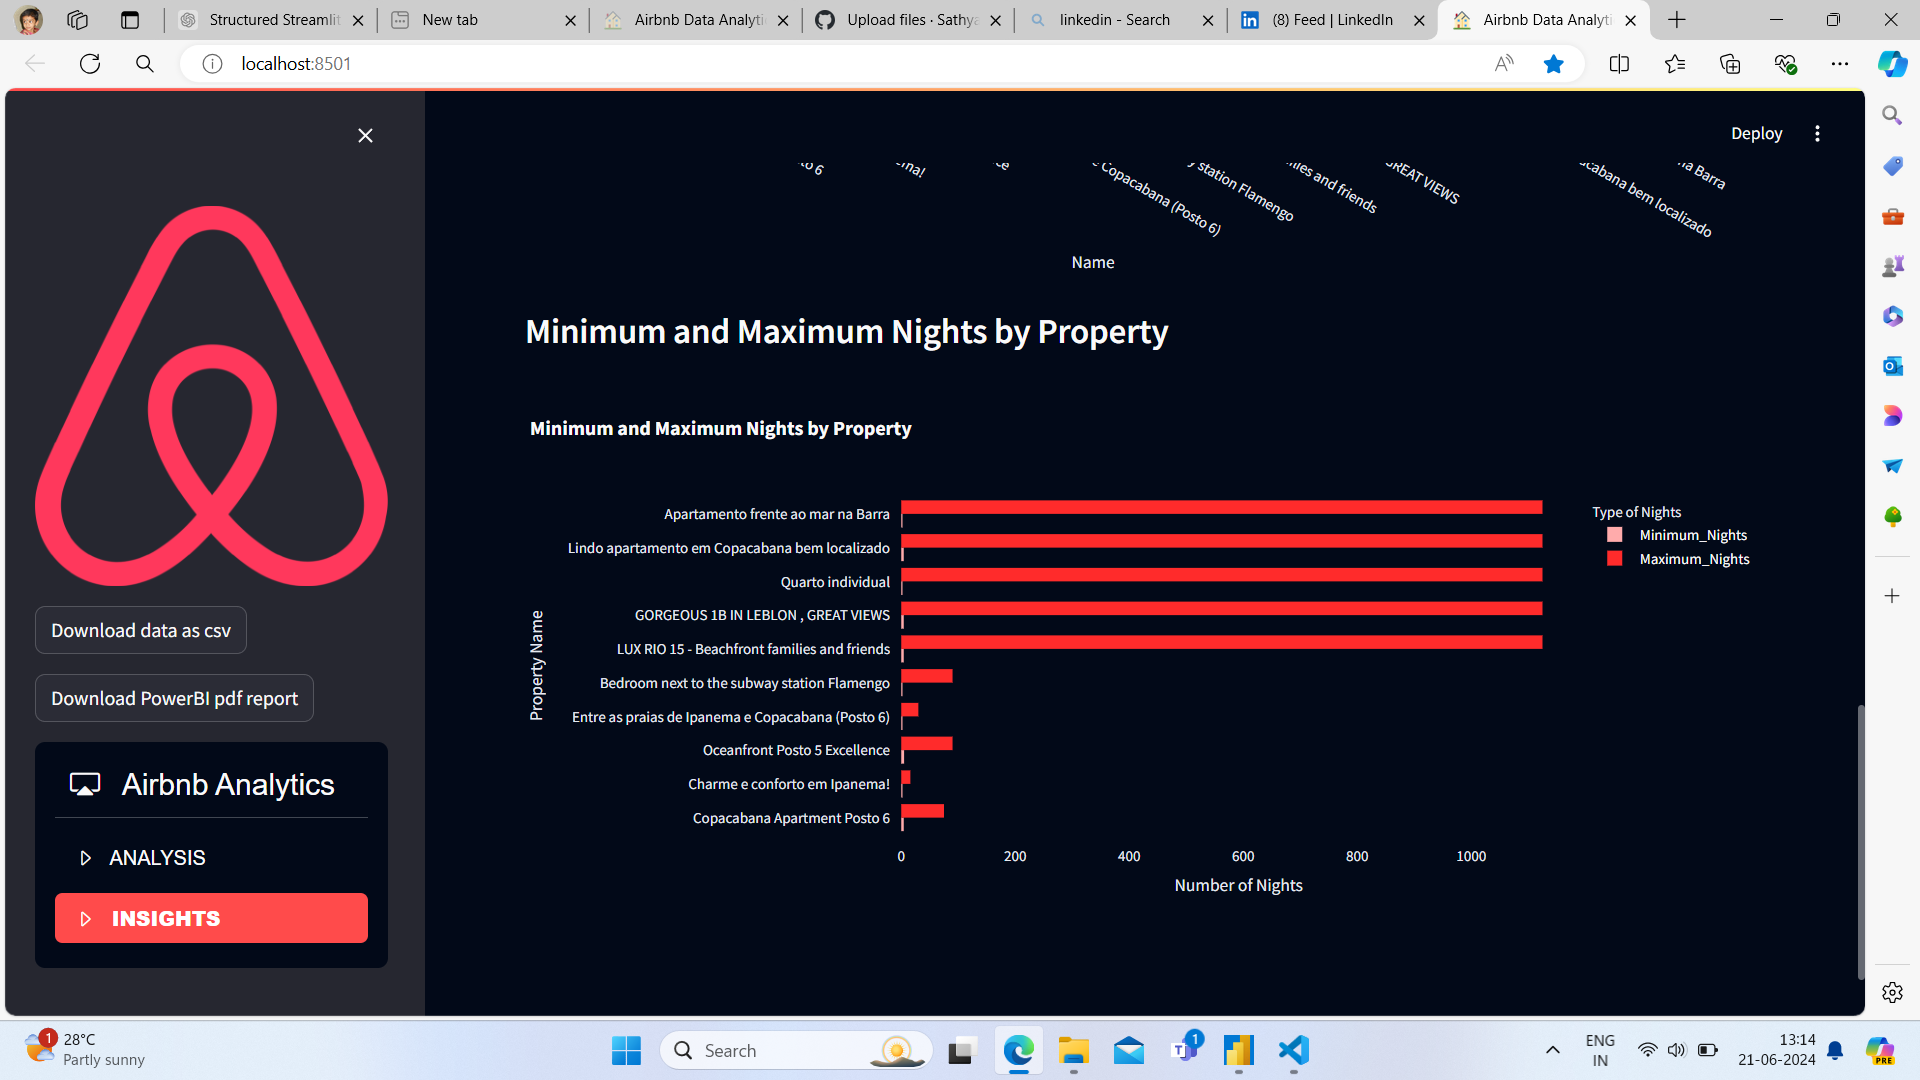 Structured Streamlit
New tab
Airbnb Data Analyti
Upload files · Sathya
linkedin - Search
(8) Feed | LinkedIn
Airbnb Data Analyti
localhost:8501
Deploy
to 6
Copacabana (Posto 6)
station Flamengo
and friends
GREAT VIEWS
bem localizado
na Barra
Name
Minimum and Maximum Nights by Property
Minimum and Maximum Nights by Property
Apartamento frente ao mar na Barra
Lindo apartamento em Copacabana bem localizado
Quarto individual
GORGEOUS 1B IN LEBLON , GREAT VIEWS
LUX RIO 15 - Beachfront families and friends
Bedroom next to the subway station Flamengo
Entre as praias de Ipanema e Copacabana (Posto 6)
Oceanfront Posto 5 Excellence
Charme e conforto em Ipanema!
Copacabana Apartment Posto 6
Property Name
0 200 400 600 800 1000
Number of Nights
Type of Nights
Minimum_Nights
Maximum_Nights
Download data as csv
Download PowerBI pdf report
Airbnb Analytics
ANALYSIS
INSIGHTS
1
28°C
Partly sunny
Search
1
ENG
IN
13:14
21-06-2024
PRE